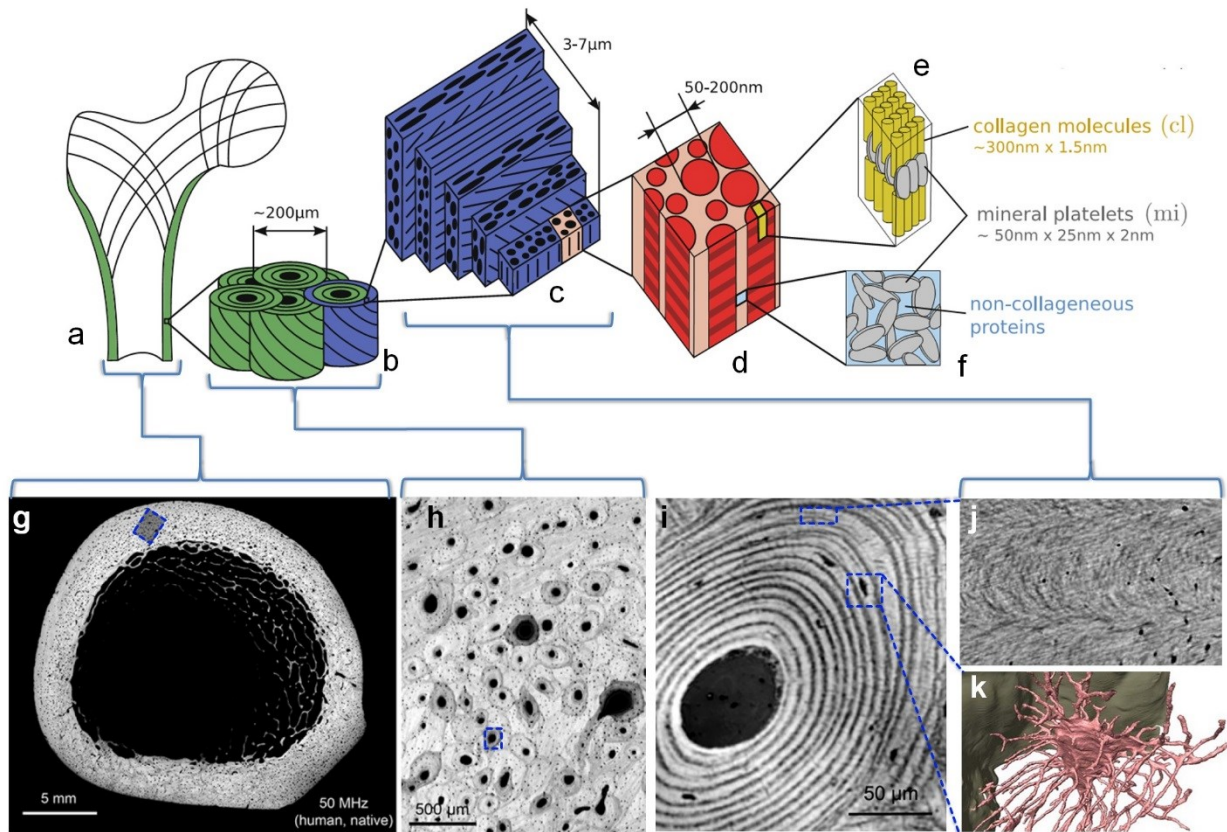 3-7μm
50-200nm
e
collagen molecules (cl)
~300nm x 1.5nm
mineral platelets (mi)
~ 50nm x 25nm x 2nm
~200μm
non-collageneous
proteins
a
b
c
d
f
g
h
i
j
k
5 mm
50 MHz
(human, native)
500 μm
50 μm